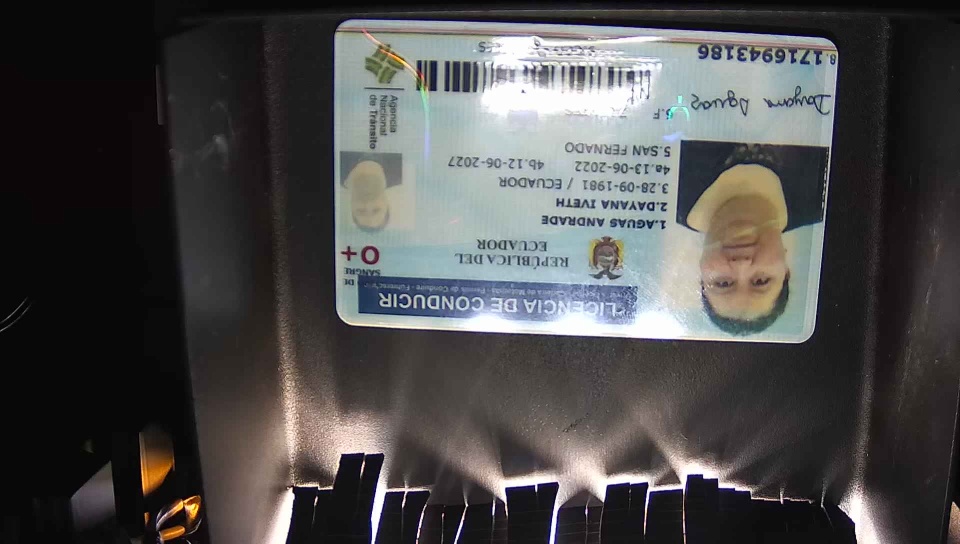 LICENCIA DE CONDUCIR
REPÚBLICA DEL
ECUADOR
SANGRE
O+
1.AGUAS ANDRADE
2.DAYANA IVETH
3.28-09-1981 / ECUADOR
4a.13-06-2022 4b.12-06-2027
5.SAN FERNADO
Agencia
Nacional
de Tránsito
Dayana Aguas
8.1716943186